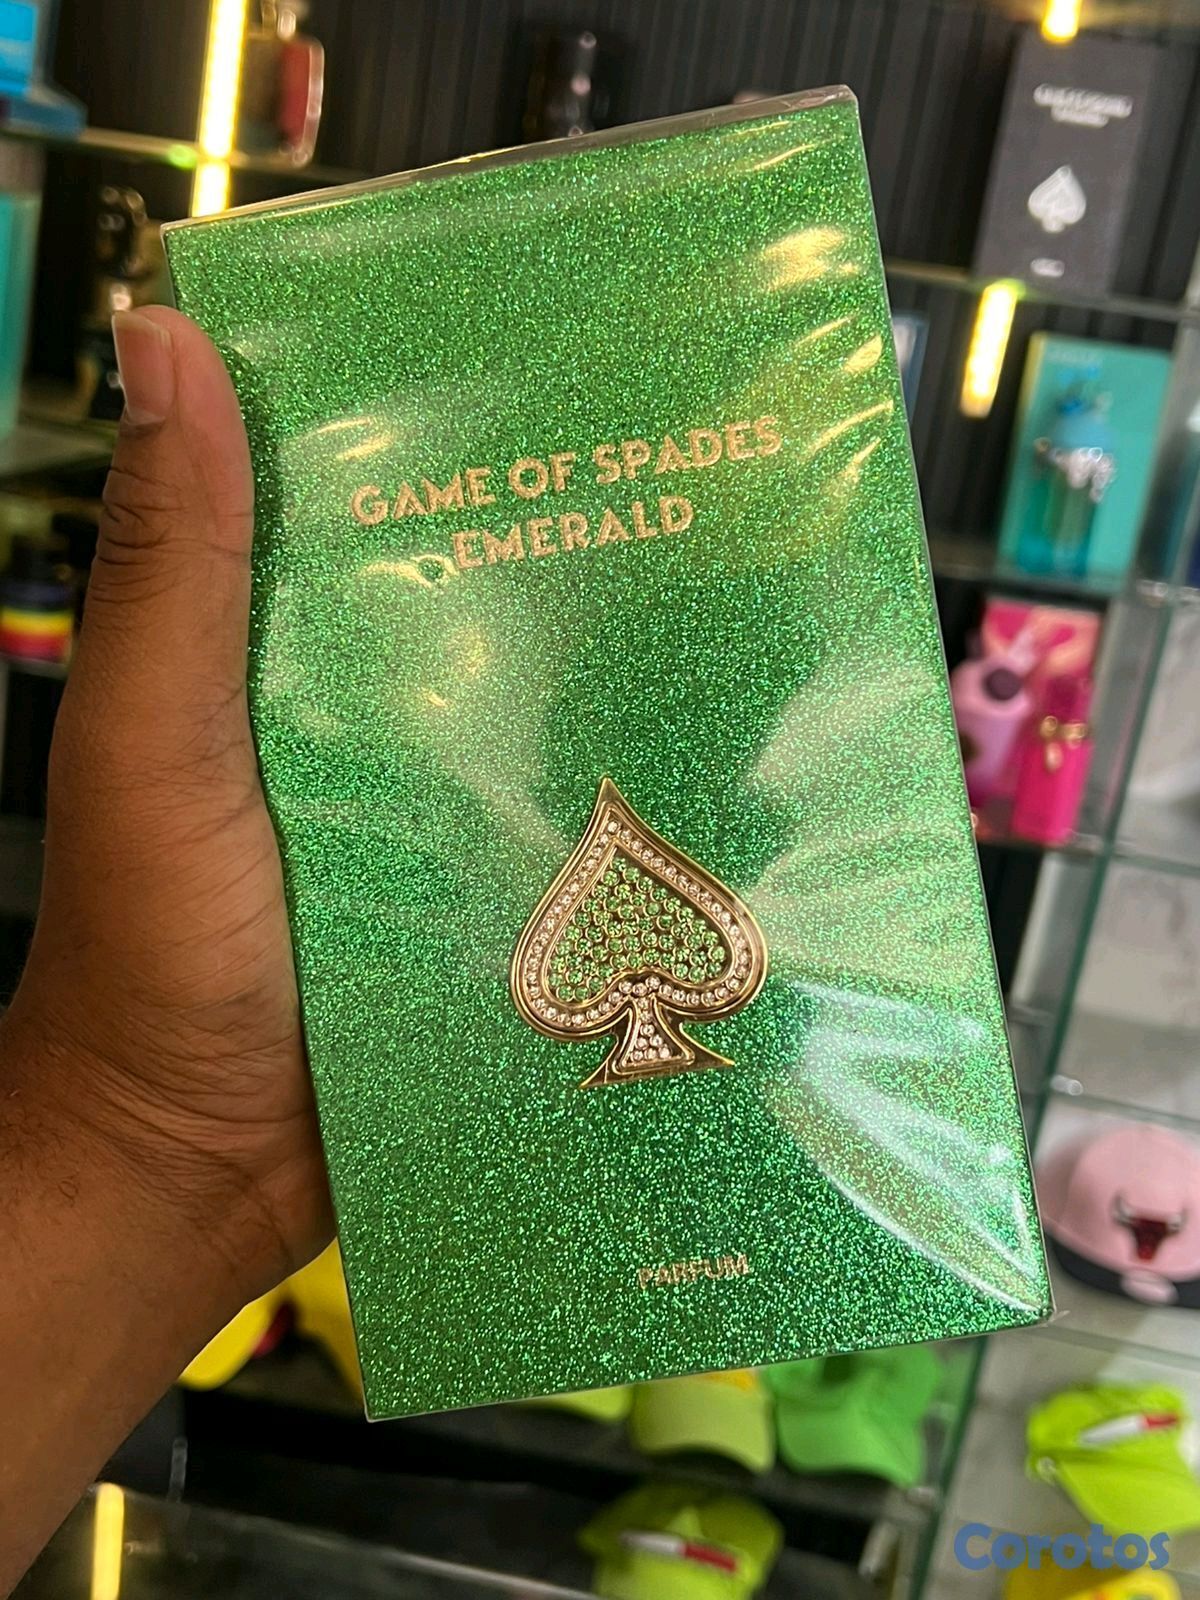 GAME OF SPADES
EMERALD
PARFUM
Corotos